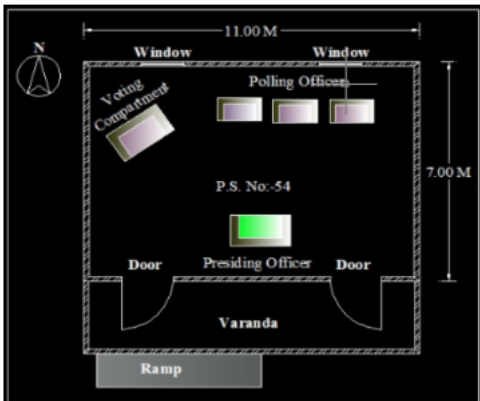 11.00 M
N
Window
Window
Polling Officer
Voting
Compartment
7.00 M
P.S. No:-54
Door
Presiding Officer
Door
Varanda
Ramp